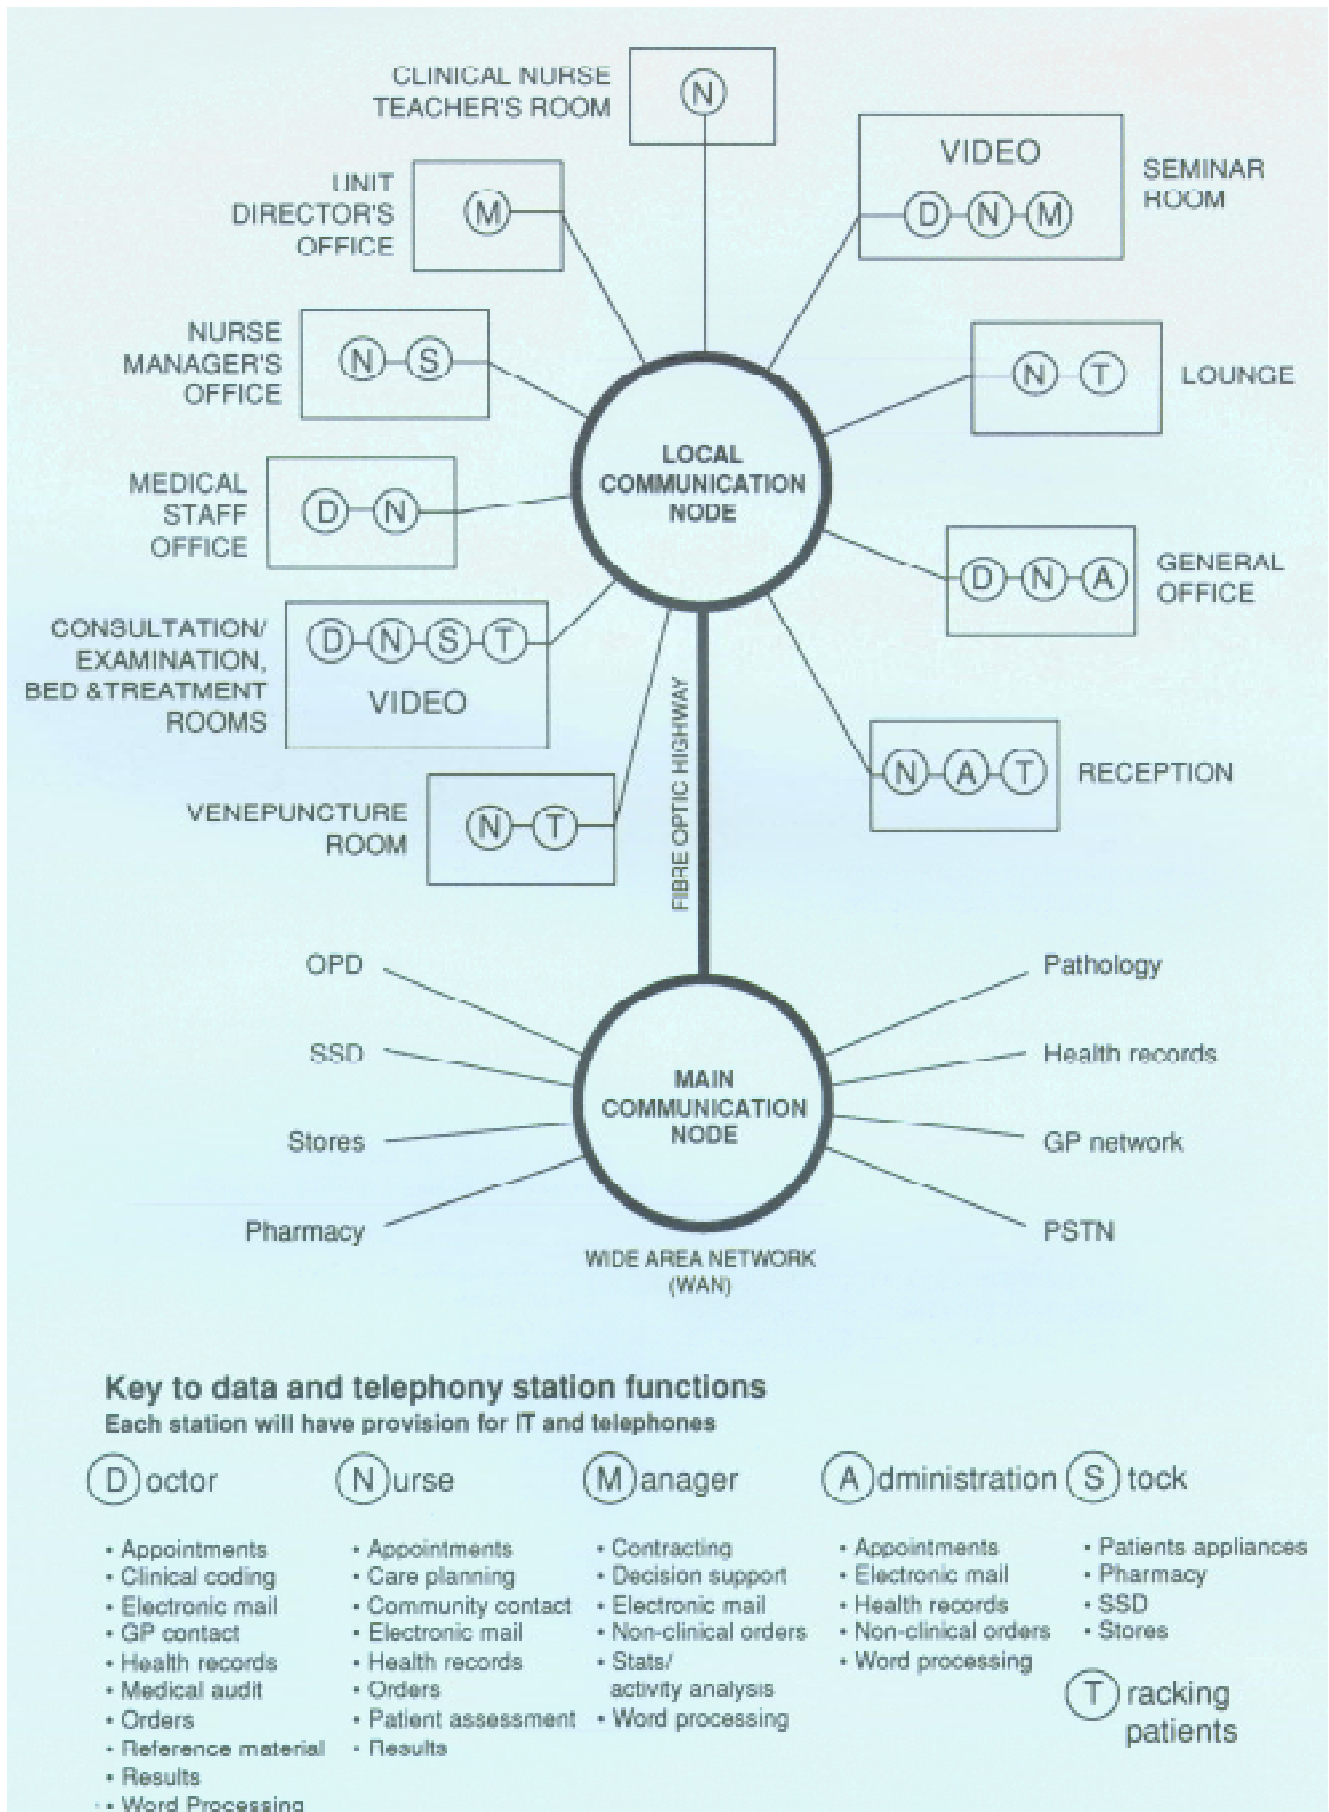 CLINICAL NURSE
TEACHER'S ROOM
N
VIDEO
D N M
SEMINAR
ROOM
UNIT
DIRECTOR'S
OFFICE
M
NURSE
MANAGER'S
OFFICE
N S
N T
LOUNGE
LOCAL
COMMUNICATION
NODE
MEDICAL
STAFF
OFFICE
D N
D N A
GENERAL
OFFICE
CONSULTATION/
EXAMINATION,
BED & TREATMENT
ROOMS
D N S T
VIDEO
FIBRE OPTIC HIGHWAY
N A T
RECEPTION
VENEPUNCTURE
ROOM
N T
OPD
SSD
Stores
Pharmacy
MAIN
COMMUNICATION
NODE
Pathology
Health records
GP network
PSTN
WIDE AREA NETWORK
(WAN)
Key to data and telephony station functions
Each station will have provision for IT and telephones
Doctor
• Appointments
• Clinical coding
• Electronic mail
• GP contact
• Health records
• Medical audit
• Orders
• Reference material
• Results
• Word Processing
Nurse
• Appointments
• Care planning
• Community contact
• Electronic mail
• Health records
• Orders
• Patient assessment
• Results
Manager
• Contracting
• Decision support
• Electronic mail
• Non-clinical orders
• Stats/
activity analysis
• Word processing
Administration
• Appointments
• Electronic mail
• Health records
• Non-clinical orders
• Word processing
Stock
• Patients appliances
• Pharmacy
• SSD
• Stores
Tracking
patients